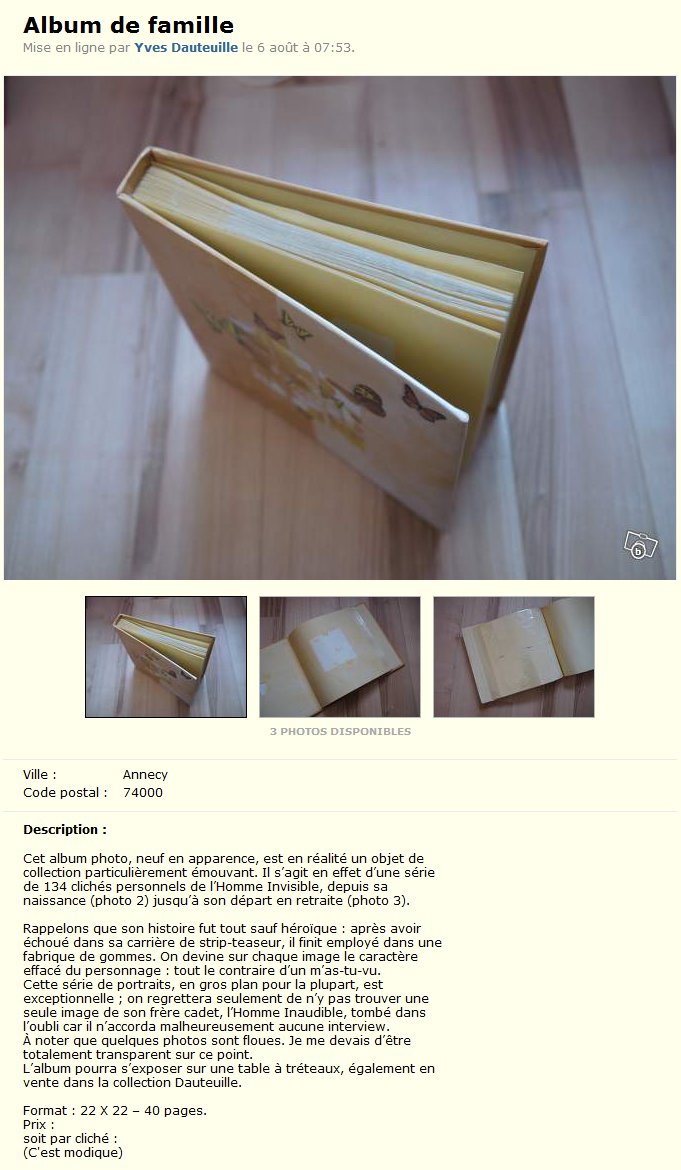 Album de famille
Mise en ligne par Yves Dauteuille le 6 août à 07:53.
b
3 PHOTOS DISPONIBLES
Ville : Annecy
Code postal : 74000
Description :
Cet album photo, neuf en apparence, est en réalité un objet de
collection particulièrement émouvant. Il s’agit en effet d’une série
de 134 clichés personnels de l’Homme Invisible, depuis sa
naissance (photo 2) jusqu’à son départ en retraite (photo 3).
Rappelons que son histoire fut tout sauf héroïque : après avoir
échoué dans sa carrière de strip-teaseur, il finit employé dans une
fabrique de gommes. On devine sur chaque image le caractère
effacé du personnage : tout le contraire d’un m’as-tu-vu.
Cette série de portraits, en gros plan pour la plupart, est
exceptionnelle ; on regrettera seulement de n’y pas trouver une
seule image de son frère cadet, l’Homme Inaudible, tombé dans
l’oubli car il n’accorda malheureusement aucune interview.
À noter que quelques photos sont floues. Je me devais d’être
totalement transparent sur ce point.
L’album pourra s’exposer sur une table à tréteaux, également en
vente dans la collection Dauteuille.
Format : 22 X 22 – 40 pages.
Prix :
soit par cliché :
(C'est modique)